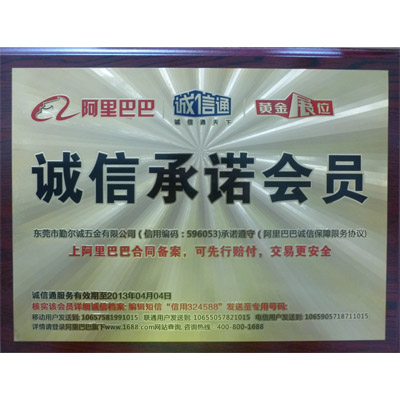 阿里巴巴 诚信通 黄金展位
诚信通天下
诚信承诺会员
东莞市勤尔诚五金有限公司(信用编码:596053)承诺遵守(阿里巴巴诚信保障服务协议)
上阿里巴巴合同备案,可先行赔付,交易更安全
诚信通服务有效期至2013年04月04日
核实该会员详细诚信档案:编辑短信“信用324588”发送至专用号码:
移动用户发送到:10657581991015 联通用户发送到:10655057821015 电信用户发送到:1065905718711015
详情请登录阿里巴巴旗下www.1688.com网站查询,咨询热线:400-800-1688